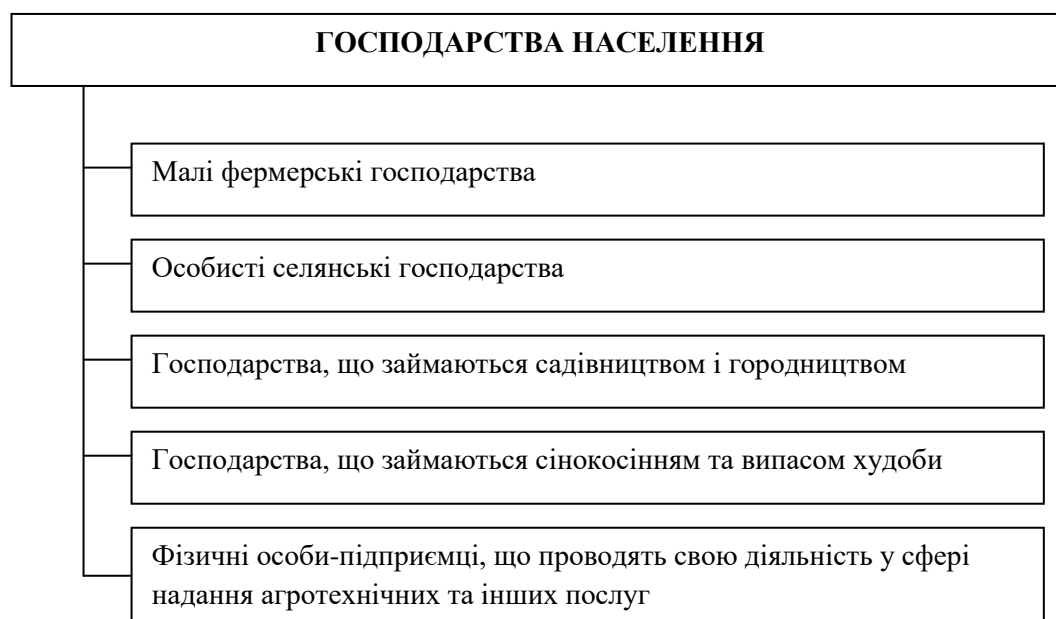 ГОСПОДАРСТВА НАСЕЛЕННЯ
Малі фермерські господарства
Особисті селянські господарства
Господарства, що займаються садівництвом і городництвом
Господарства, що займаються сінокосінням та випасом худоби
Фізичні особи-підприємці, що проводять свою діяльність у сфері
надання агротехнічних та інших послуг